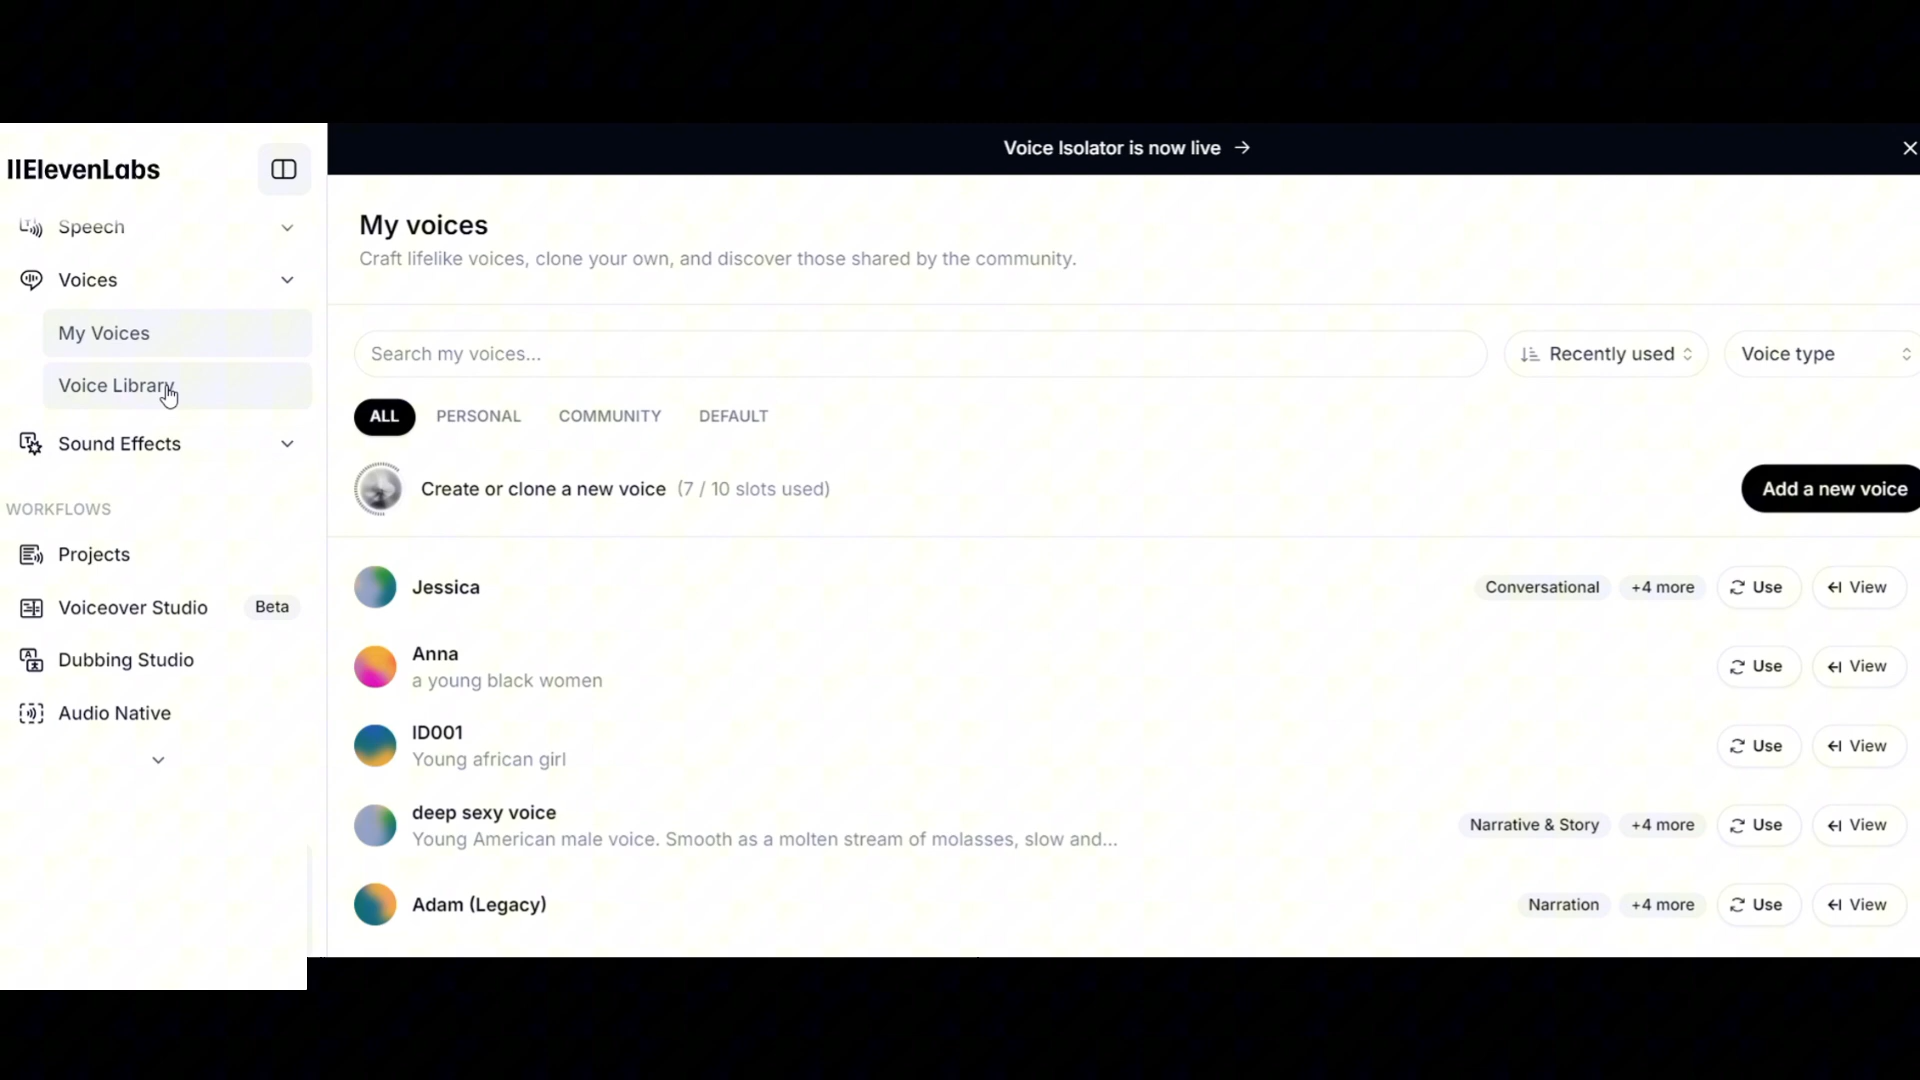 Voice Isolator is now live →
IIElevenLabs
Speech
Voices
My Voices
Voice Library
Sound Effects
WORKFLOWS
Projects
Voiceover Studio Beta
Dubbing Studio
Audio Native
My voices
Craft lifelike voices, clone your own, and discover those shared by the community.
Search my voices...
Recently used
Voice type
ALL PERSONAL COMMUNITY DEFAULT
Create or clone a new voice (7 / 10 slots used)
Add a new voice
Jessica
Conversational +4 more Use View
Anna
a young black women
Use View
ID001
Young african girl
Use View
deep sexy voice
Young American male voice. Smooth as a molten stream of molasses, slow and...
Narrative & Story +4 more Use View
Adam (Legacy)
Narration +4 more Use View